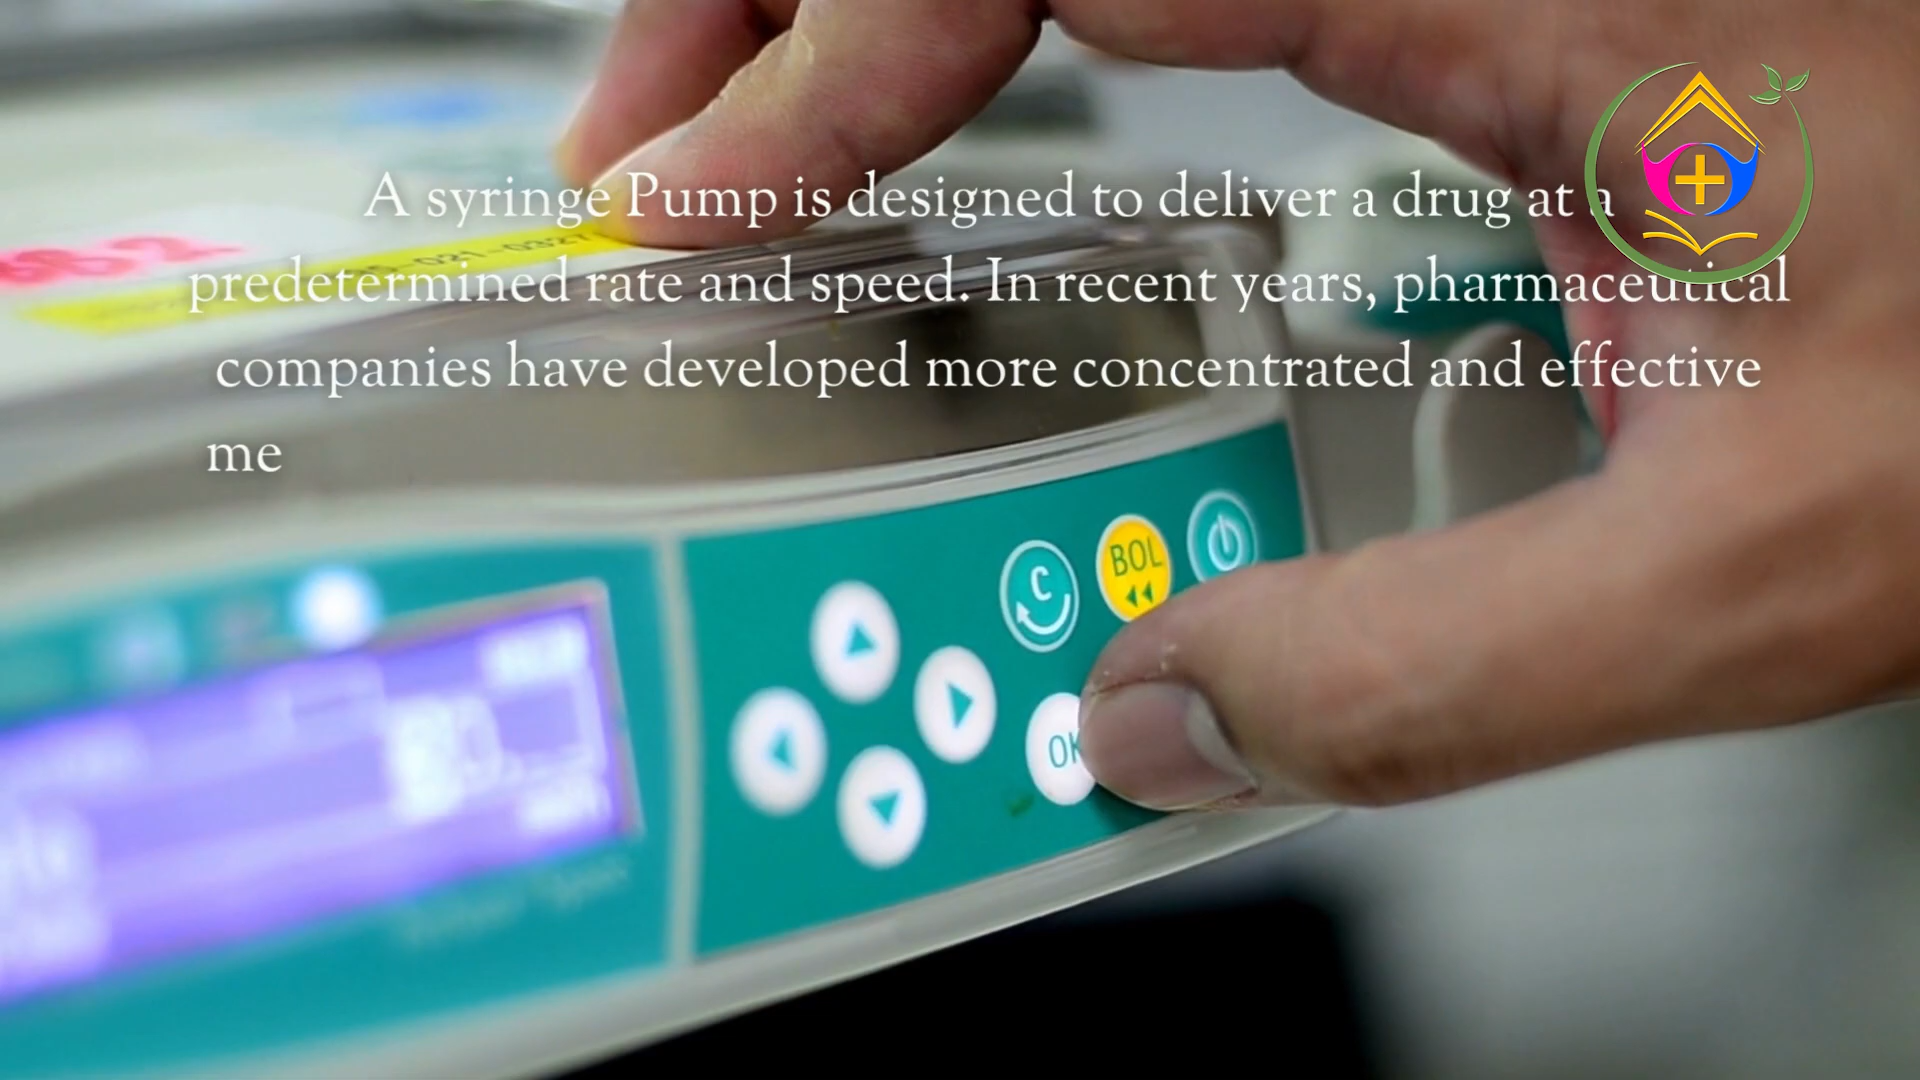 A syringe Pump is designed to deliver a drug at a
predetermined rate and speed. In recent years, pharmaceutical
companies have developed more concentrated and effective
me
C
BOL
OK